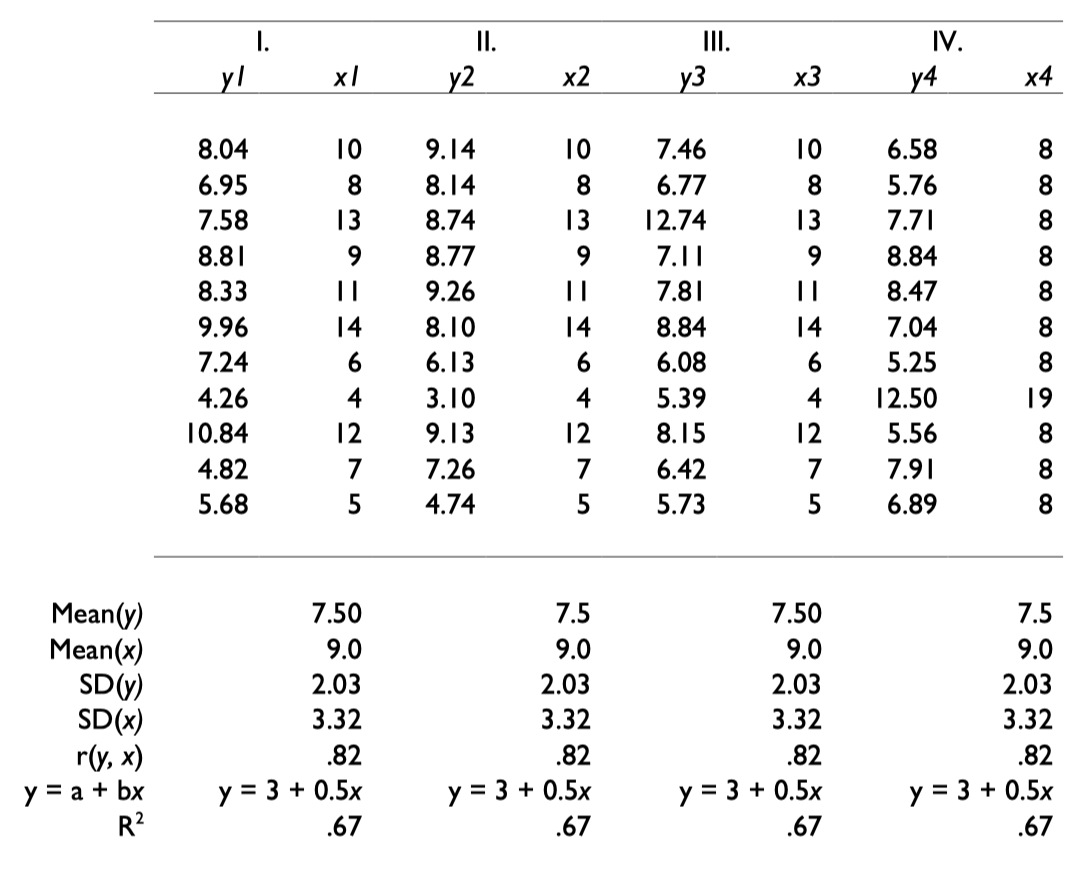 I. II. III. IV.
y1 x1 y2 x2 y3 x3 y4 x4
8.04 10 9.14 10 7.46 10 6.58 8
6.95 8 8.14 8 6.77 8 5.76 8
7.58 13 8.74 13 12.74 13 7.71 8
8.81 9 8.77 9 7.11 9 8.84 8
8.33 11 9.26 11 7.81 11 8.47 8
9.96 14 8.10 14 8.84 14 7.04 8
7.24 6 6.13 6 6.08 6 5.25 8
4.26 4 3.10 4 5.39 4 12.50 19
10.84 12 9.13 12 8.15 12 5.56 8
4.82 7 7.26 7 6.42 7 7.91 8
5.68 5 4.74 5 5.73 5 6.89 8
Mean(y) 7.50 7.5 7.50 7.5
Mean(x) 9.0 9.0 9.0 9.0
SD(y) 2.03 2.03 2.03 2.03
SD(x) 3.32 3.32 3.32 3.32
r(y, x) .82 .82 .82 .82
y = a + bx y = 3 + 0.5x y = 3 + 0.5x y = 3 + 0.5x y = 3 + 0.5x
R² .67 .67 .67 .67